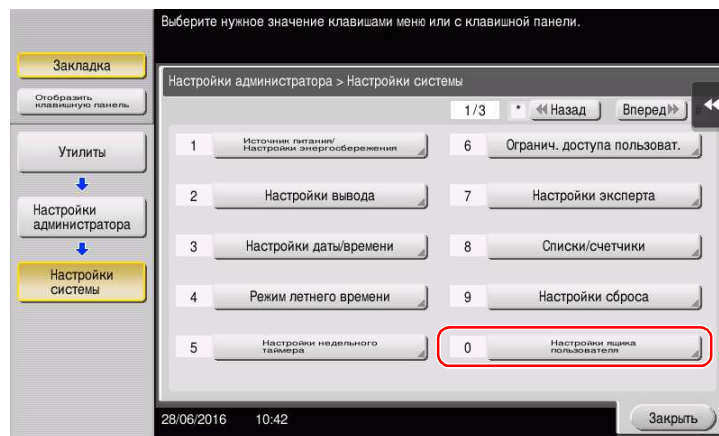 Выберите нужное значение клавишами меню или с клавишной панели.
Закладка
Отобразить
клавишную панель
Утилиты
Настройки
администратора
Настройки
системы
Настройки администратора > Настройки системы
1/3 * Назад Вперед
1 Источник питания/
Настройки энергосбережения
6 Огранич. доступа пользоват.
2 Настройки вывода
7 Настройки эксперта
3 Настройки даты/времени
8 Списки/счетчики
4 Режим летнего времени
9 Настройки сброса
5 Настройки недельного
таймера
0 Настройки ящика
пользователя
28/06/2016 10:42
Закрыть